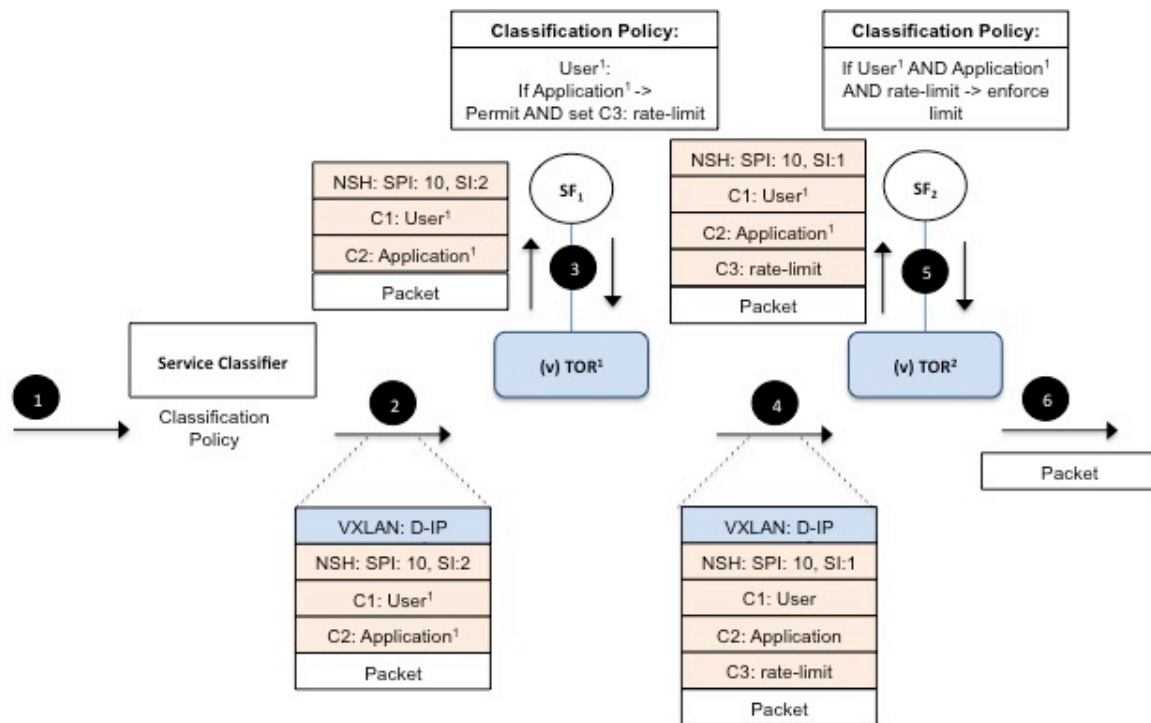 Classification Policy:
User¹:
If Application¹ ->
Permit AND set C3: rate-limit
Classification Policy:
If User¹ AND Application¹
AND rate-limit -> enforce
limit
NSH: SPI: 10, SI:2
C1: User¹
C2: Application¹
Packet
SF₁
3
(v) TOR¹
NSH: SPI: 10, SI:1
C1: User¹
C2: Application¹
C3: rate-limit
Packet
SF₂
5
(v) TOR²
1
Service Classifier
Classification
Policy
2
4
6
Packet
VXLAN: D-IP
NSH: SPI: 10, SI:2
C1: User¹
C2: Application¹
Packet
VXLAN: D-IP
NSH: SPI: 10, SI:1
C1: User
C2: Application
C3: rate-limit
Packet